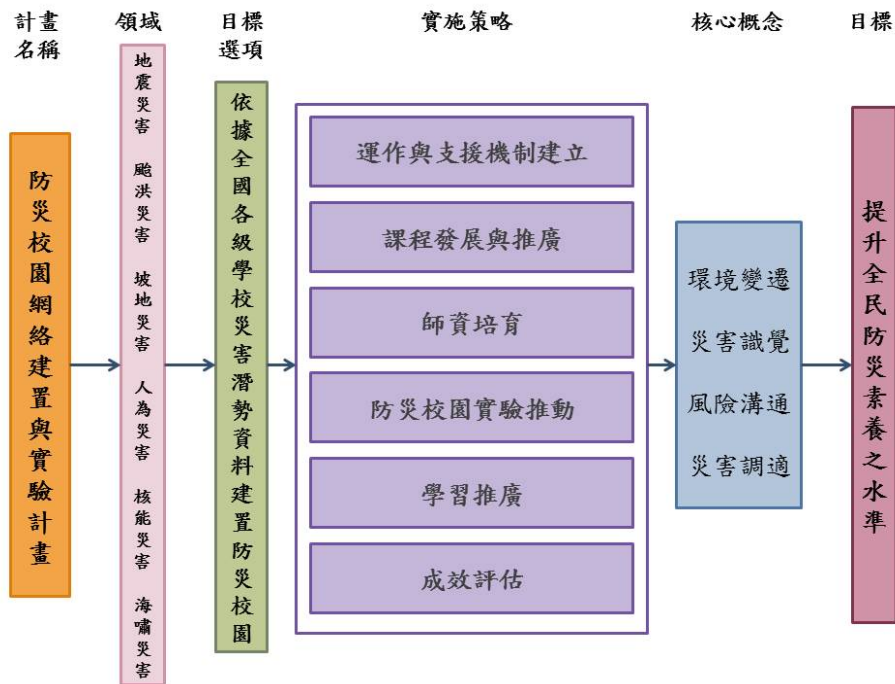 計畫
名稱
領域
目標
選項
實施策略
核心概念
目標
防災校園網絡建置與實驗計畫
地震災害
颱洪災害
坡地災害
人為災害
核能災害
海嘯災害
依據全國各級學校災害潛勢資料建置防災校園
運作與支援機制建立
課程發展與推廣
師資培育
防災校園實驗推動
學習推廣
成效評估
環境變遷
災害識覺
風險溝通
災害調適
提升全民防災素養之水準